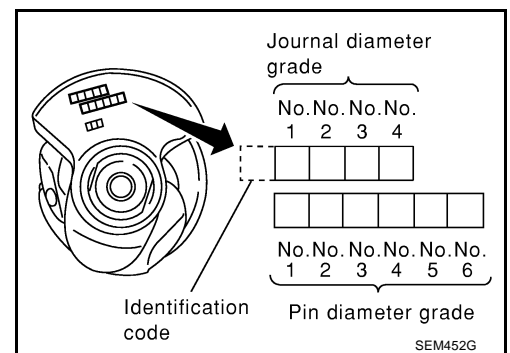 Journal diameter
grade
No. No. No. No.
1 2 3 4
No. No. No. No. No. No.
1 2 3 4 5 6
Identification
code
Pin diameter grade
SEM452G